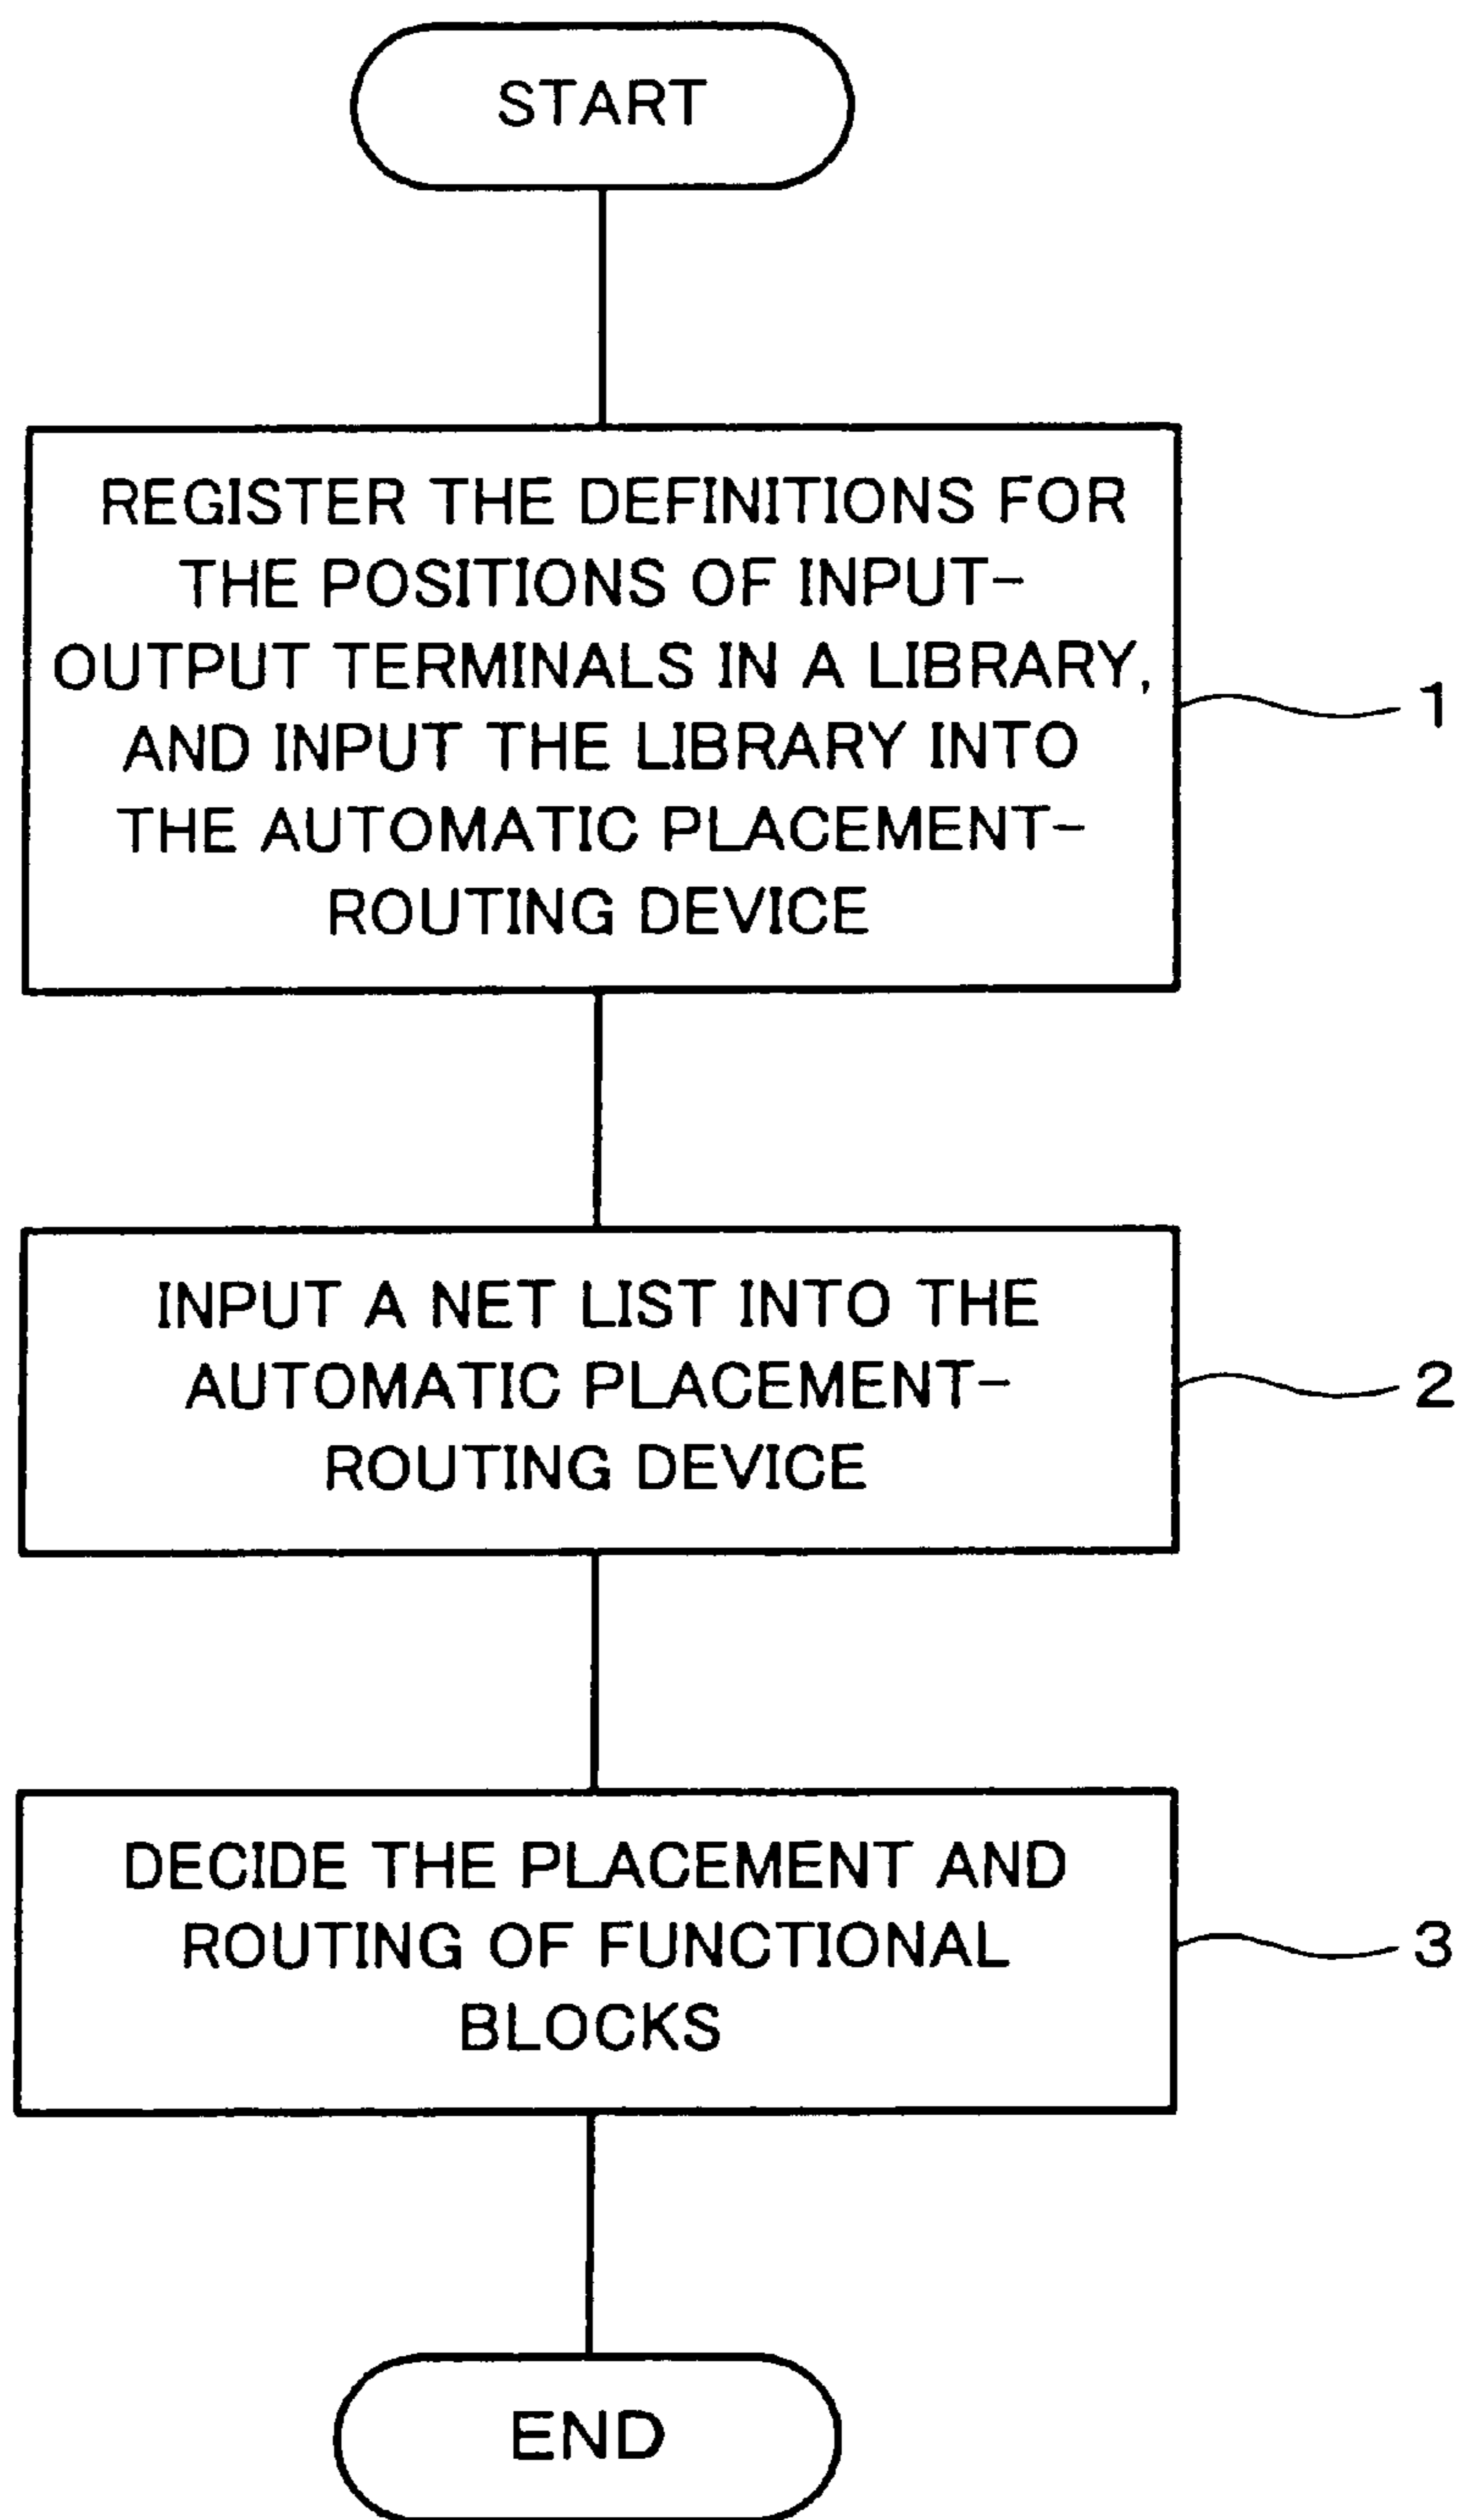 START
REGISTER THE DEFINITIONS FOR
THE POSITIONS OF INPUT-
OUTPUT TERMINALS IN A LIBRARY,
AND INPUT THE LIBRARY INTO
THE AUTOMATIC PLACEMENT-
ROUTING DEVICE
1
INPUT A NET LIST INTO THE
AUTOMATIC PLACEMENT-
ROUTING DEVICE
2
DECIDE THE PLACEMENT AND
ROUTING OF FUNCTIONAL
BLOCKS
3
END